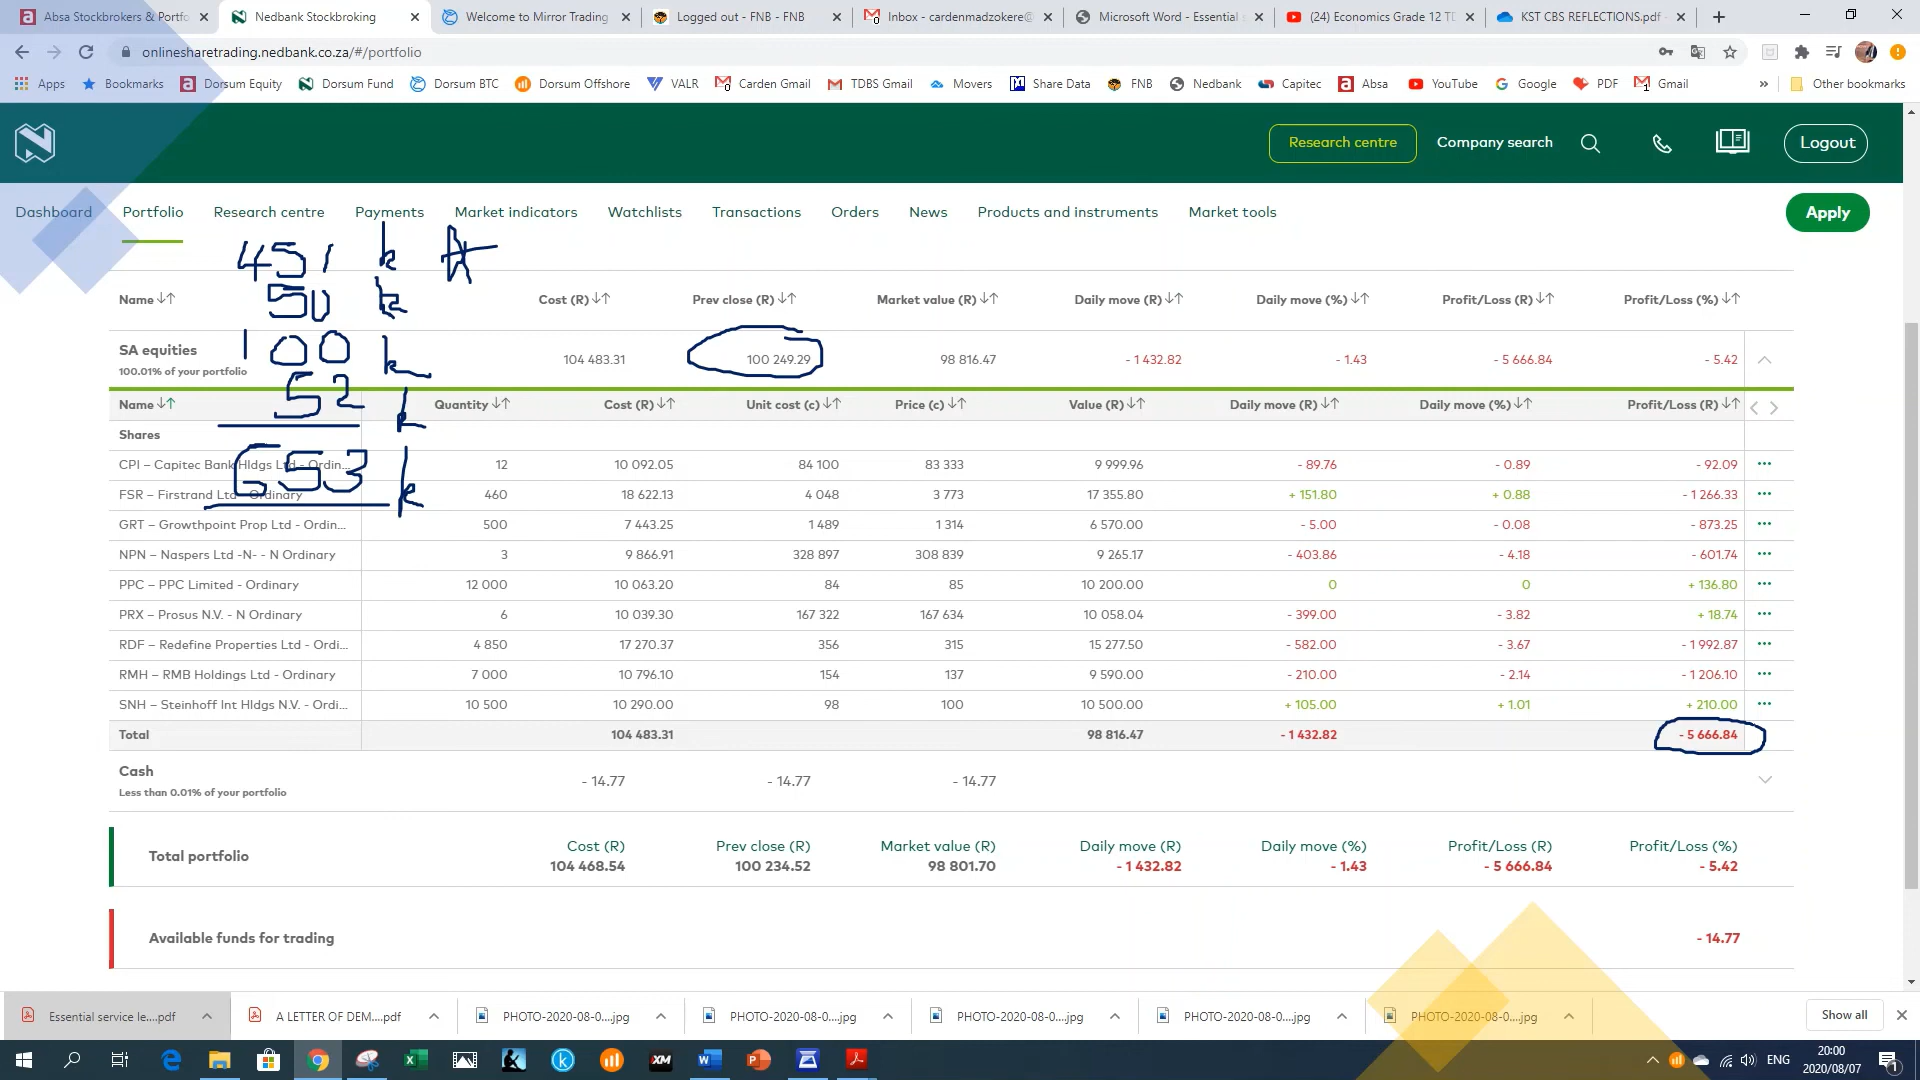 Absa Stockbrokers & Portfo Nedbank Stockbroking Welcome to Mirror Trading Logged out - FNB - FNB Inbox - cardenmadzokere@ Microsoft Word - Essential s (24) Economics Grade 12 TD KST CBS REFLECTIONS.pdf
onlinesharetrading.nedbank.co.za/#/portfolio
Apps Bookmarks Dorsum Equity Dorsum Fund Dorsum BTC Dorsum Offshore VALR Carden Gmail TDBS Gmail Movers Share Data FNB Nedbank Capitec Absa YouTube Google PDF Gmail » Other bookmarks
Research centre Company search Logout
Dashboard Portfolio Research centre Payments Market indicators Watchlists Transactions Orders News Products and instruments Market tools Apply
451 k
50 k
Name Cost (R) Prev close (R) Market value (R) Daily move (R) Daily move (%) Profit/Loss (R) Profit/Loss (%)
100 k
SA equities 104 483.31 100 249.29 98 816.47 - 1 432.82 - 1.43 - 5 666.84 - 5.42
100.01% of your portfolio
52 k
Name Quantity Cost (R) Unit cost (c) Price (c) Value (R) Daily move (R) Daily move (%) Profit/Loss (R)
Shares
653 k
CPI – Capitec Bank Hldgs Ltd - Ordin... 12 10 092.05 84 100 83 333 9 999.96 - 89.76 - 0.89 - 92.09
FSR – Firstrand Ltd - Ordinary 460 18 622.13 4 048 3 773 17 355.80 + 151.80 + 0.88 - 1 266.33
GRT – Growthpoint Prop Ltd - Ordin... 500 7 443.25 1 489 1 314 6 570.00 - 5.00 - 0.08 - 873.25
NPN – Naspers Ltd -N- - N Ordinary 3 9 866.91 328 897 308 839 9 265.17 - 403.86 - 4.18 - 601.74
PPC – PPC Limited - Ordinary 12 000 10 063.20 84 85 10 200.00 0 0 + 136.80
PRX – Prosus N.V. - N Ordinary 6 10 039.30 167 322 167 634 10 058.04 - 399.00 - 3.82 + 18.74
RDF – Redefine Properties Ltd - Ordi... 4 850 17 270.37 356 315 15 277.50 - 582.00 - 3.67 - 1 992.87
RMH – RMB Holdings Ltd - Ordinary 7 000 10 796.10 154 137 9 590.00 - 210.00 - 2.14 - 1 206.10
SNH – Steinhoff Int Hldgs N.V. - Ordi... 10 500 10 290.00 98 100 10 500.00 + 105.00 + 1.01 + 210.00
Total 104 483.31 98 816.47 - 1 432.82 - 5 666.84
Cash - 14.77 - 14.77 - 14.77
Less than 0.01% of your portfolio
Cost (R) Prev close (R) Market value (R) Daily move (R) Daily move (%) Profit/Loss (R) Profit/Loss (%)
Total portfolio 104 468.54 100 234.52 98 801.70 - 1 432.82 - 1.43 - 5 666.84 - 5.42
Available funds for trading - 14.77
Essential service le....pdf A LETTER OF DEM....pdf PHOTO-2020-08-0....jpg PHOTO-2020-08-0....jpg PHOTO-2020-08-0....jpg PHOTO-2020-08-0....jpg PHOTO-2020-08-0....jpg Show all
ENG 20:00
2020/08/07